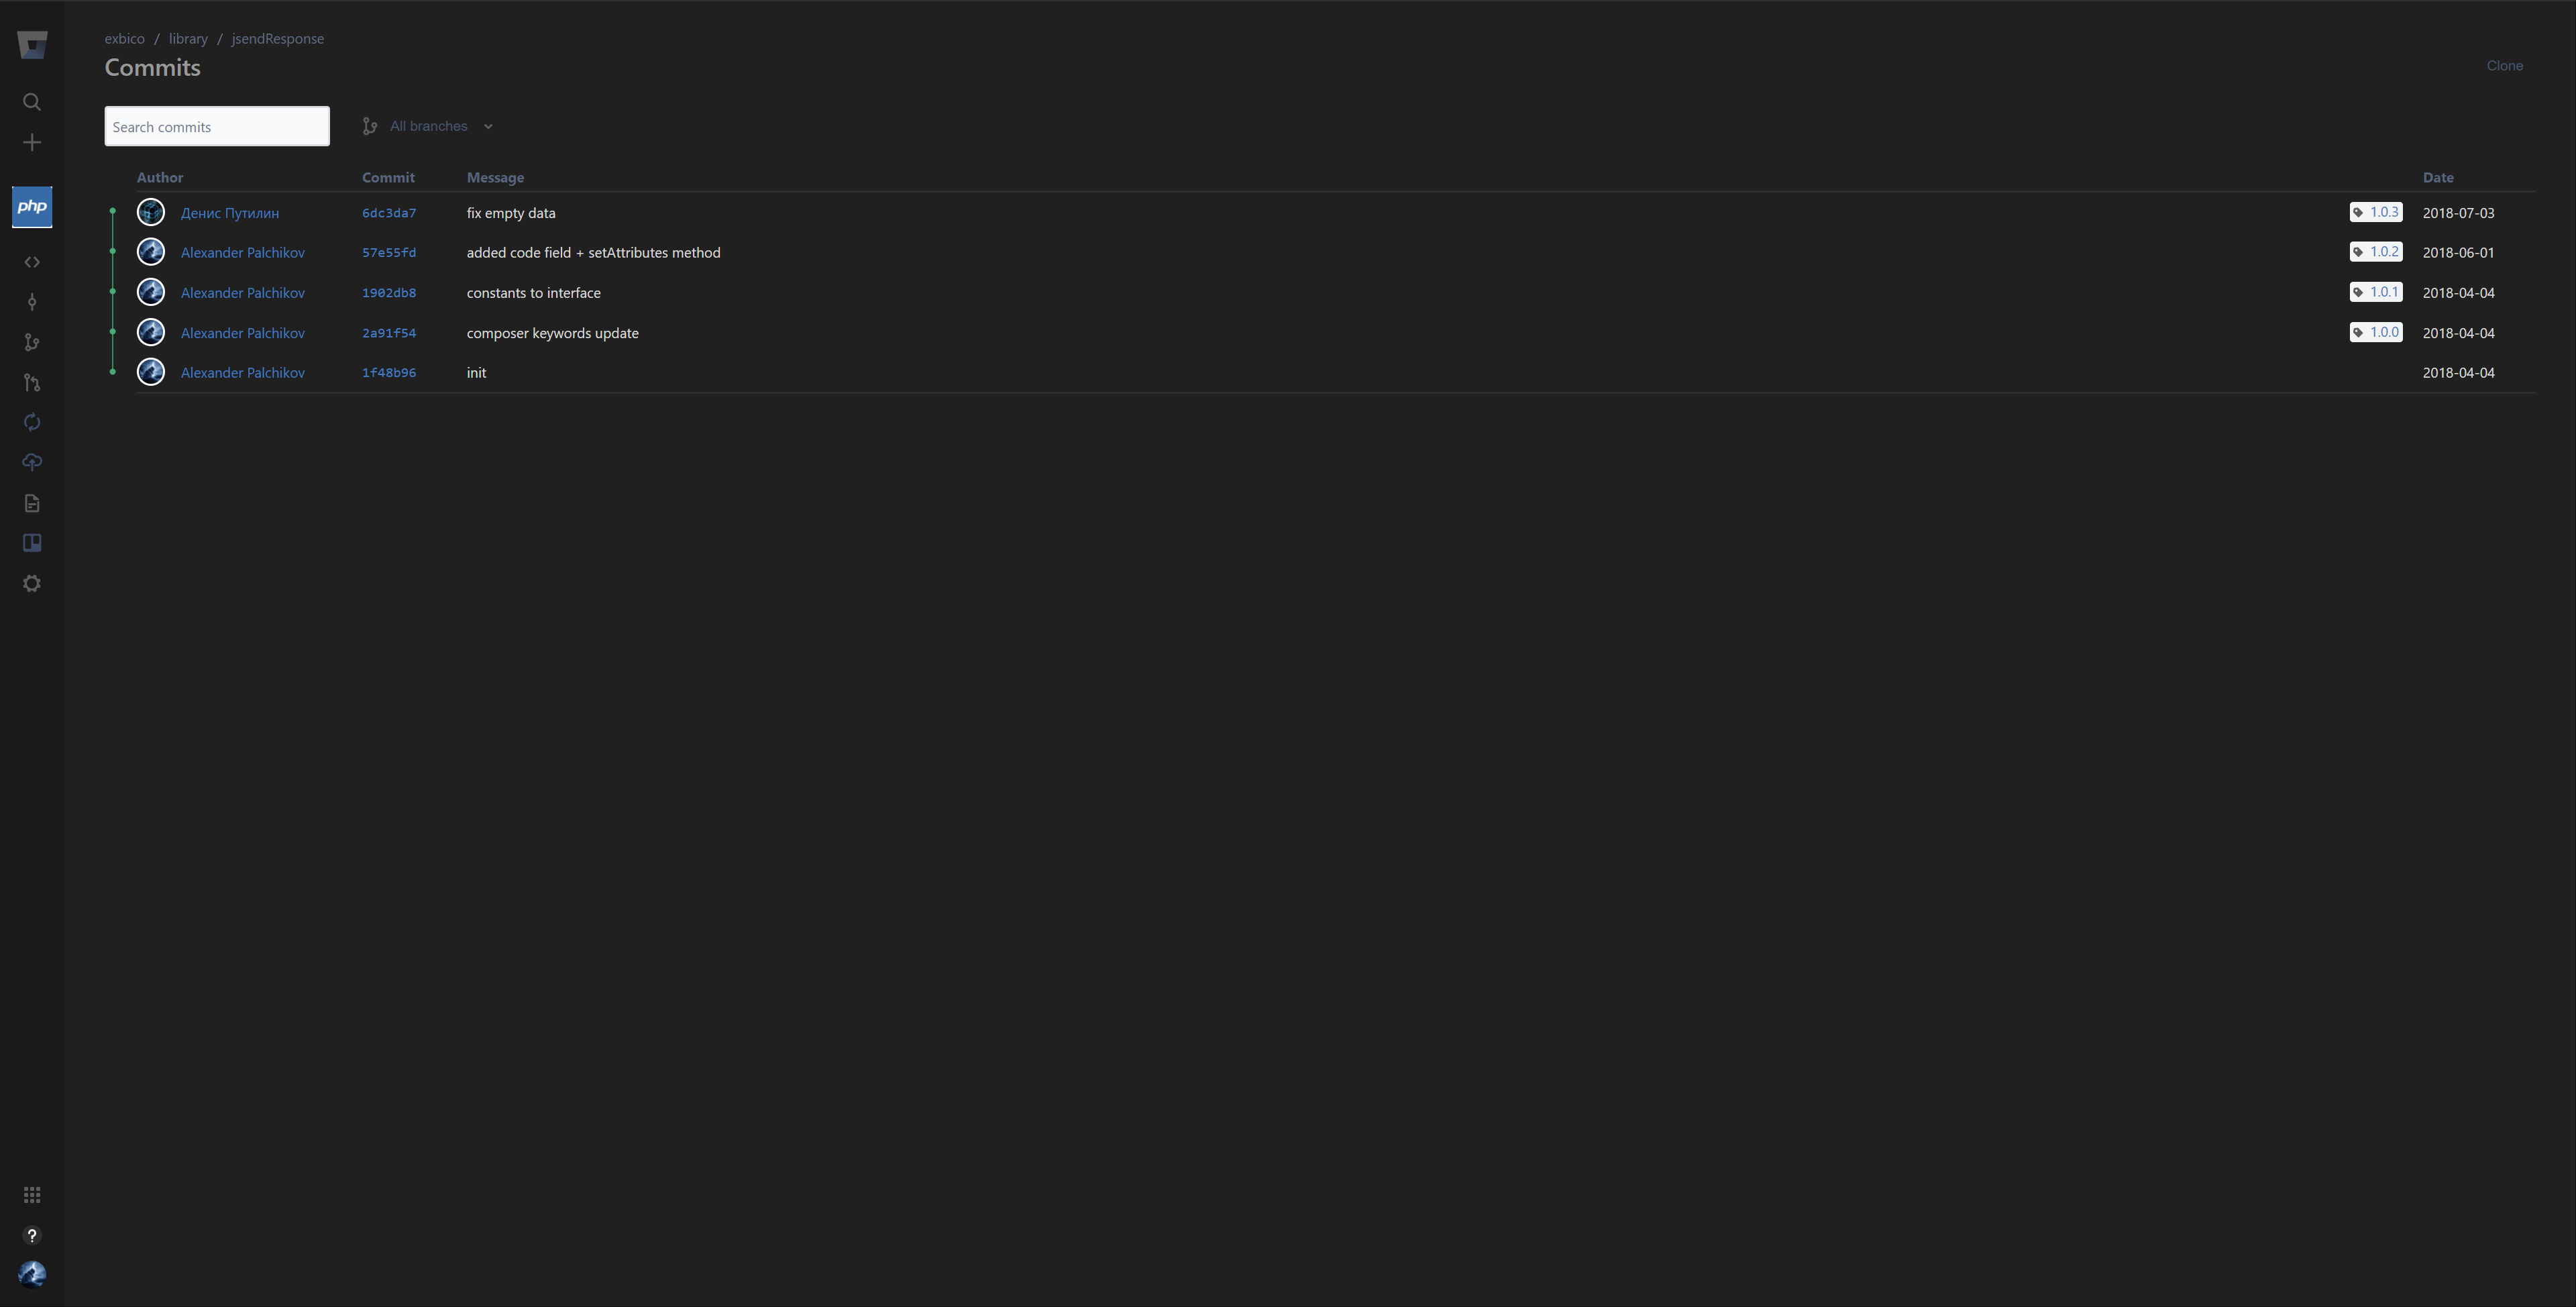 exbico / library / jsendResponse
Commits
Clone
Search commits
All branches
php
Author Commit Message Date
Денис Путилин 6dc3da7 fix empty data 1.0.3 2018-07-03
Alexander Palchikov 57e55fd added code field + setAttributes method 1.0.2 2018-06-01
Alexander Palchikov 1902db8 constants to interface 1.0.1 2018-04-04
Alexander Palchikov 2a91f54 composer keywords update 1.0.0 2018-04-04
Alexander Palchikov 1f48b96 init 2018-04-04
?